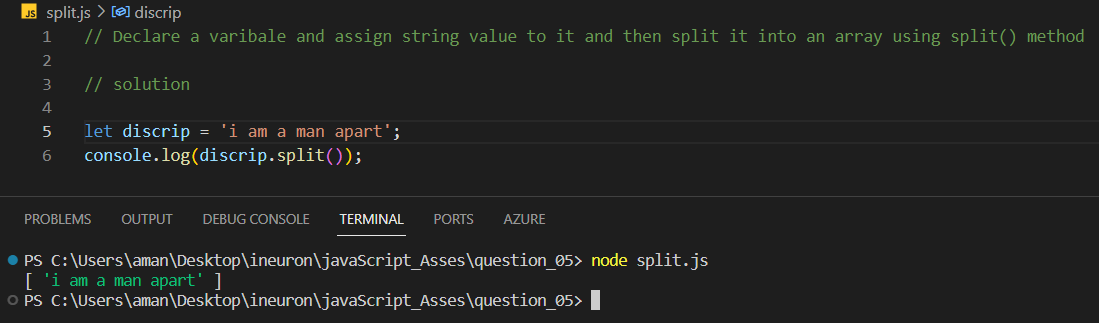 JS split.js > discrip
1 // Declare a varibale and assign string value to it and then split it into an array using split() method
2
3 // solution
4
5 let discrip = 'i am a man apart';
6 console.log(discrip.split());
PROBLEMS OUTPUT DEBUG CONSOLE TERMINAL PORTS AZURE
PS C:\Users\aman\Desktop\ineuron\javaScript_Asses\question_05> node split.js
[ 'i am a man apart' ]
PS C:\Users\aman\Desktop\ineuron\javaScript_Asses\question_05>